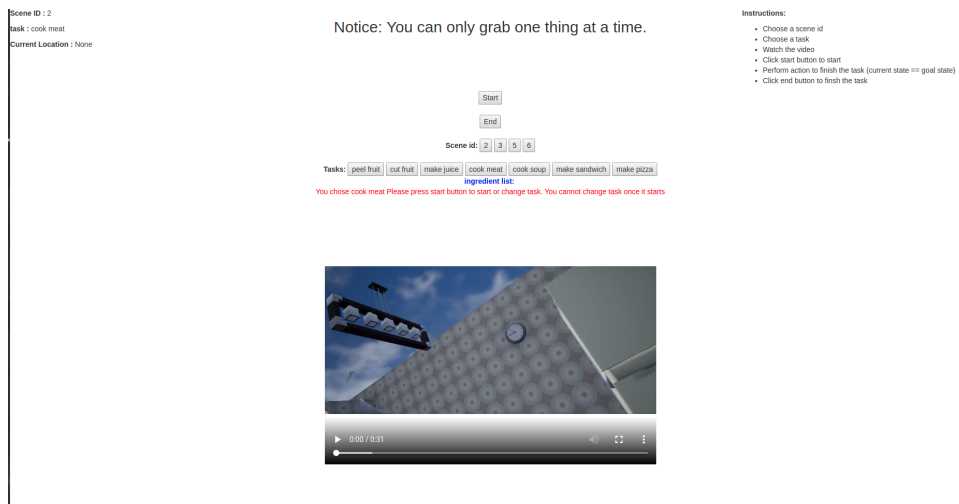 Scene ID : 2
task : cook meat
Current Location : None
Notice: You can only grab one thing at a time.
Start
End
Scene id: 2 3 5 6
Tasks: peel fruit cut fruit make juice cook meat cook soup make sandwich make pizza
ingredient list:
You chose cook meat Please press start button to start or change task. You cannot change task once it starts
0:00 / 0:31
Instructions:
Choose a scene id
Choose a task
Watch the video
Click start button to start
Perform action to finish the task (current state == goal state)
Click end button to finsh the task